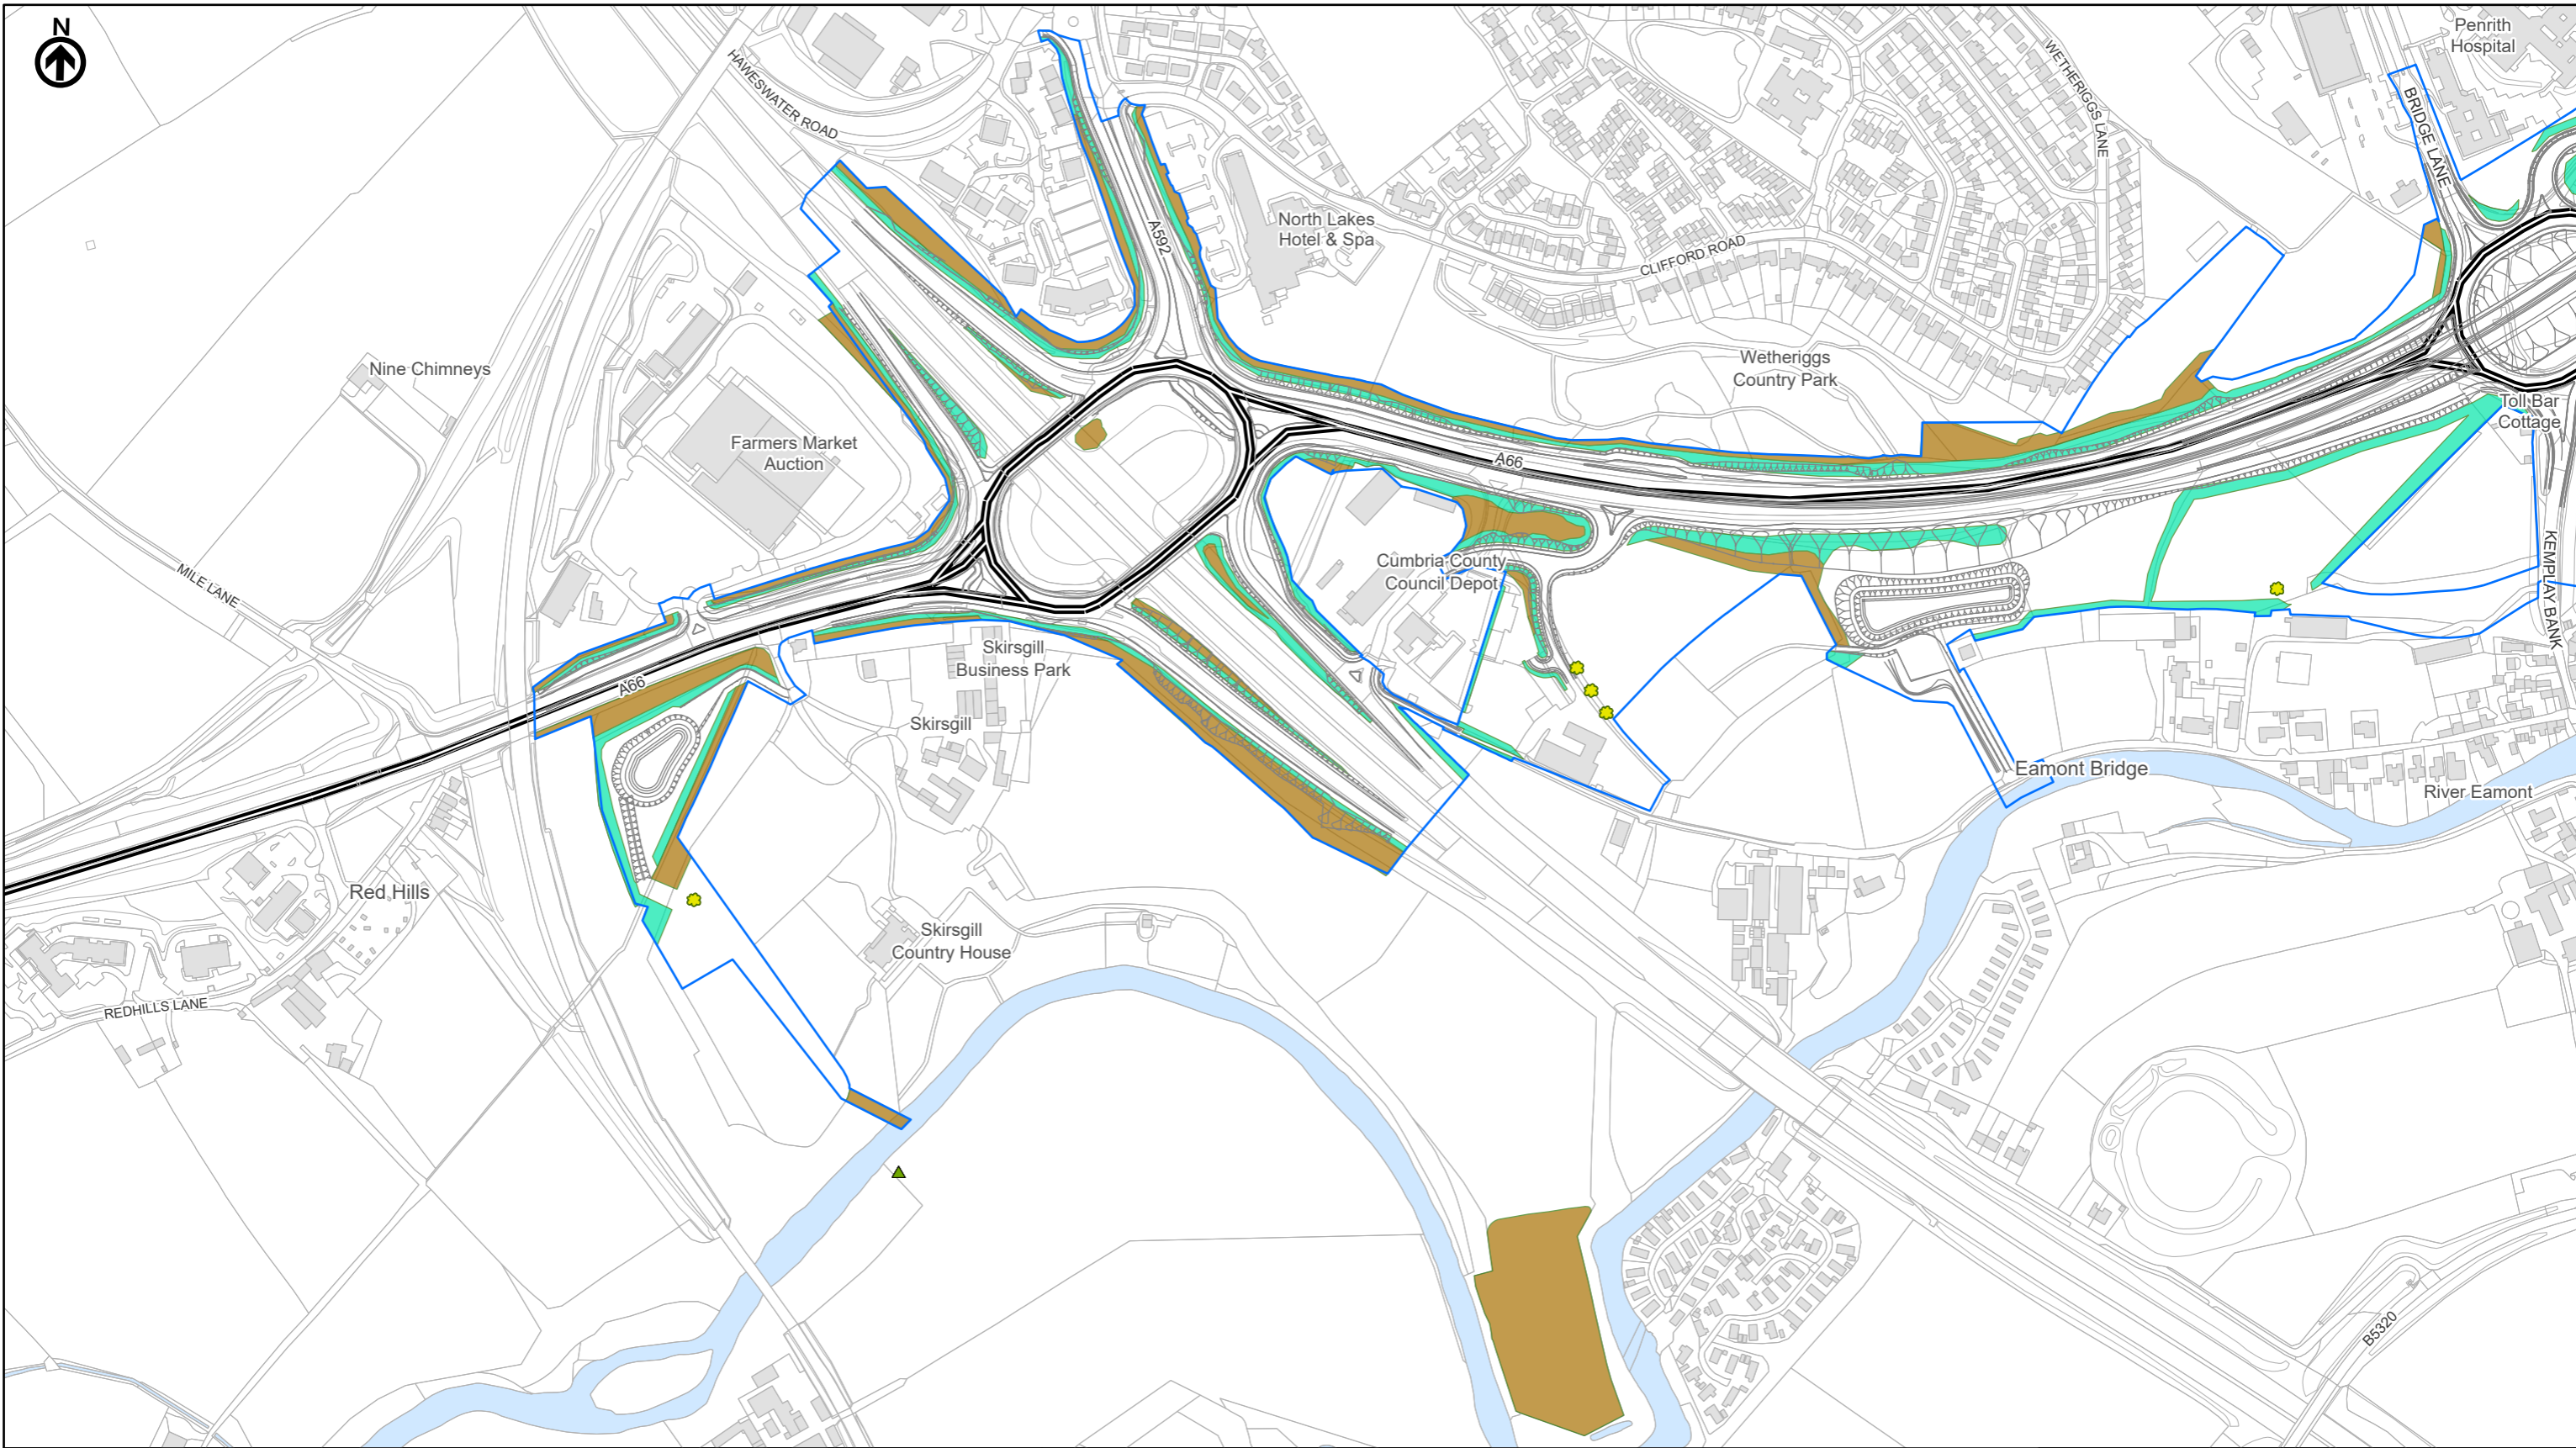 N
Penrith
Hospital
HAWESWATER ROAD
WETHERIGGS LANE
BRIDGE LANE
A592
North Lakes
Hotel & Spa
CLIFFORD ROAD
Nine Chimneys
Wetheriggs
Country Park
Toll Bar
Cottage
Farmers Market
Auction
A66
MILE LANE
Cumbria County
Council Depot
KEMPLAY BANK
Skirsgill
Business Park
A66
Skirsgill
Eamont Bridge
River Eamont
Red Hills
Skirsgill
Country House
REDHILLS LANE
B5320